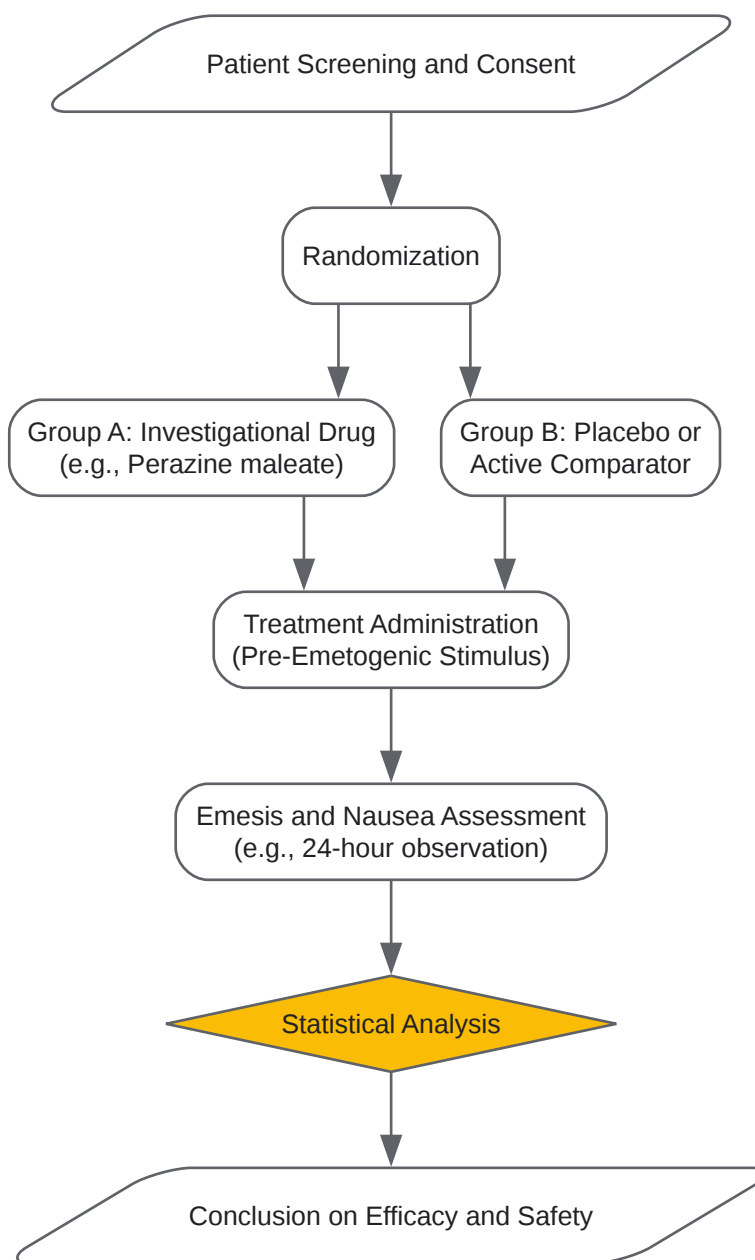 Patient Screening and Consent
Randomization
Group A: Investigational Drug
(e.g., Perazine maleate)
Group B: Placebo or
Active Comparator
Treatment Administration
(Pre-Emetogenic Stimulus)
Emesis and Nausea Assessment
(e.g., 24-hour observation)
Statistical Analysis
Conclusion on Efficacy and Safety